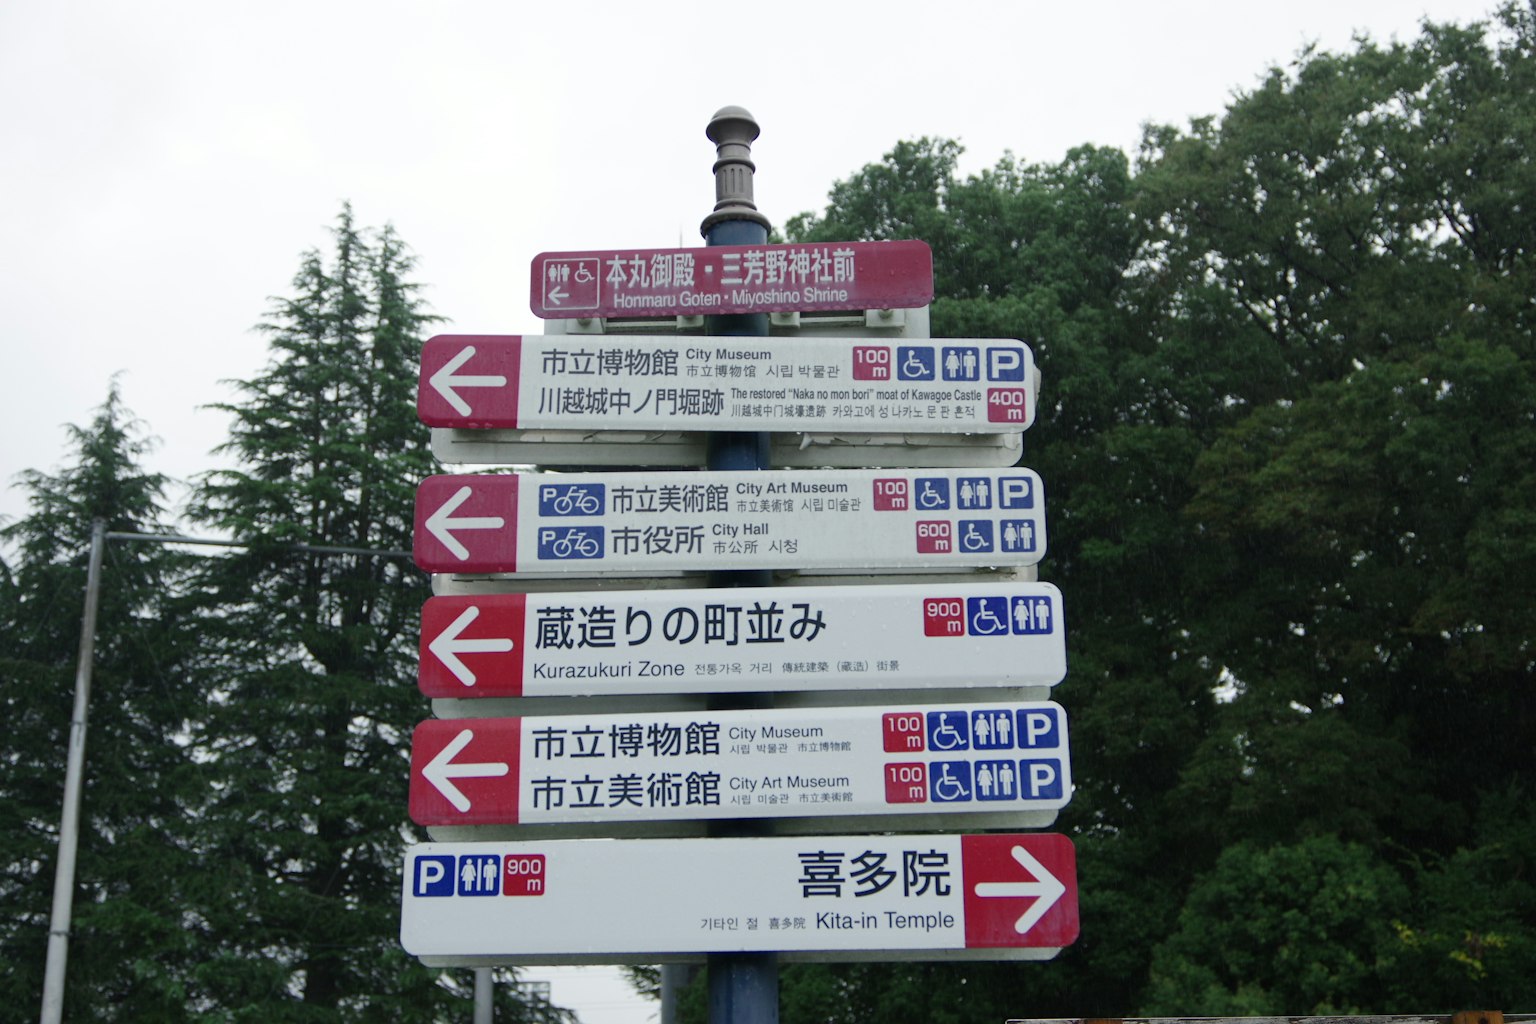 本丸御殿・三芳野神社前
Honmaru Goten・Miyoshino Shrine
市立博物館 City Museum 100 m P
市立博物馆 시립 박물관
川越城中ノ門堀跡 The restored "Naka no mon bori" moat of Kawagoe Castle 400 m
川越城中门城壕遗跡 카와고에 성 나카노 문 판 흔적
P 市立美術館 City Art Museum 100 m P
市立美術馆 시립 미술관
P 市役所 City Hall 600 m
市公所 시청
蔵造りの町並み 900 m
Kurazukuri Zone 전통가옥 거리 傳統建築（藏造）街景
市立博物館 City Museum 100 m P
시립 박물관 市立博物館
市立美術館 City Art Museum 100 m P
시립 미술관 市立美術館
P 900 m 喜多院
기타인 절 喜多院 Kita-in Temple